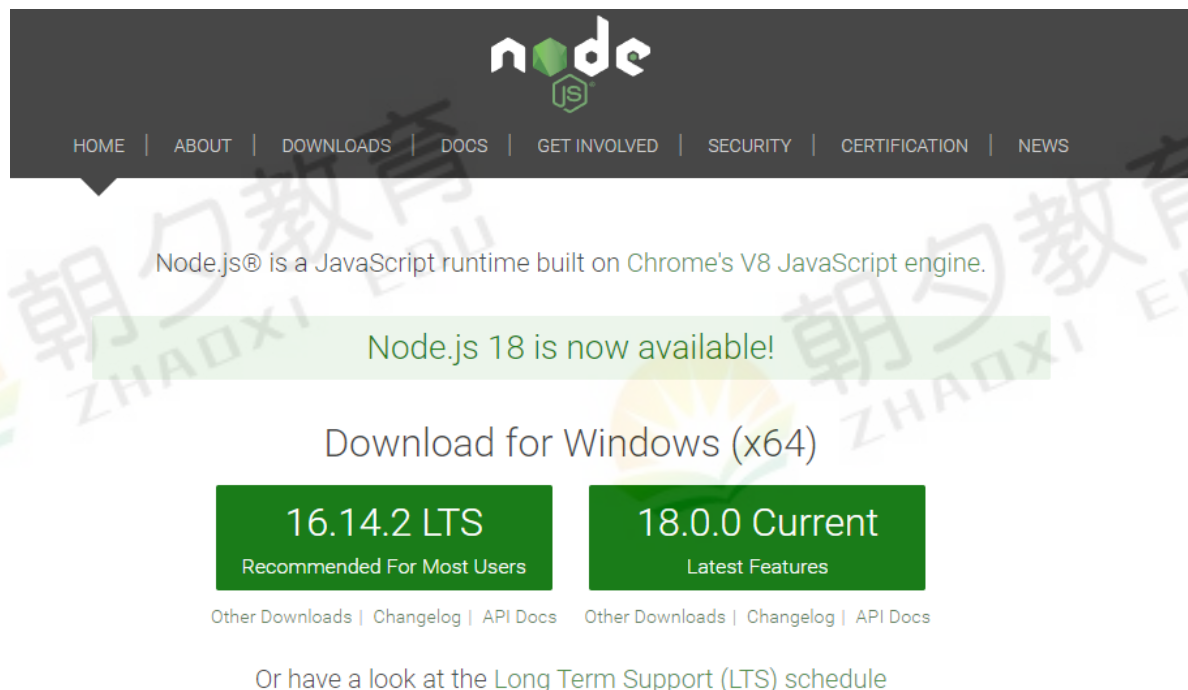 node
JS
HOME | ABOUT | DOWNLOADS | DOCS | GET INVOLVED | SECURITY | CERTIFICATION | NEWS
Node.js® is a JavaScript runtime built on Chrome's V8 JavaScript engine.
Node.js 18 is now available!
Download for Windows (x64)
16.14.2 LTS 18.0.0 Current
Recommended For Most Users Latest Features
Other Downloads | Changelog | API Docs Other Downloads | Changelog | API Docs
Or have a look at the Long Term Support (LTS) schedule
朝夕教育
ZHAOXI EDU
朝夕教育
ZHAOXI E